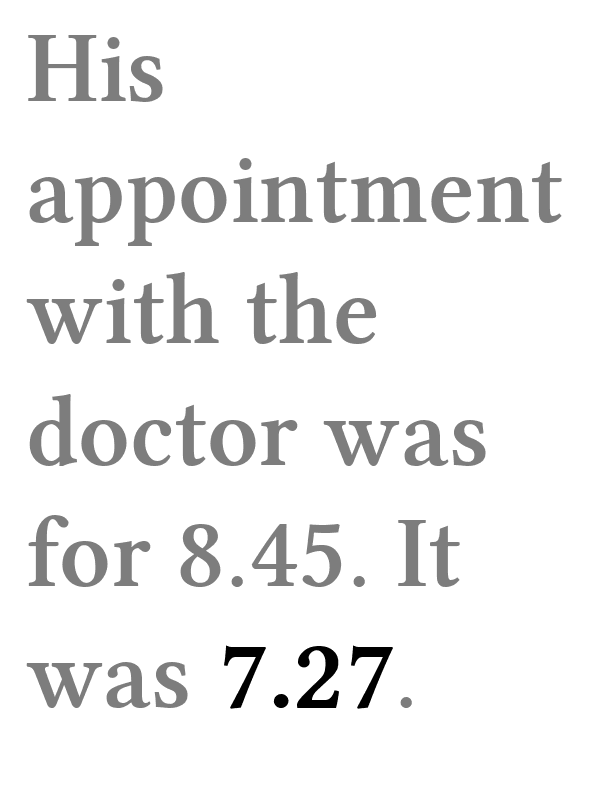 His
appointment
with the
doctor was
for 8.45. It
was 7.27.